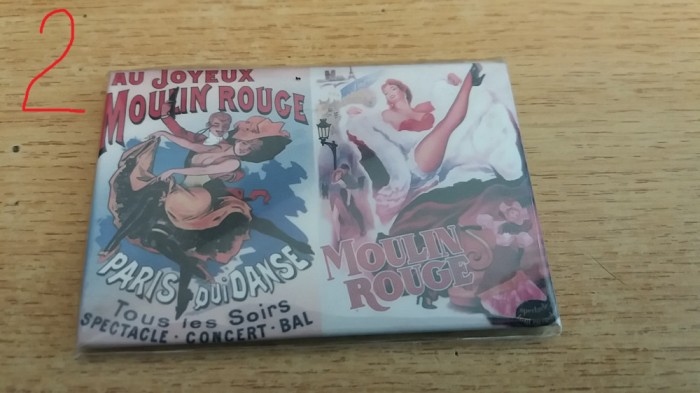 2
AU JOYEUX
MOULIN ROUGE
PARIS QUI DANSE
Tous les Soirs
SPECTACLE · CONCERT · BAL
MOULIN
ROUGE